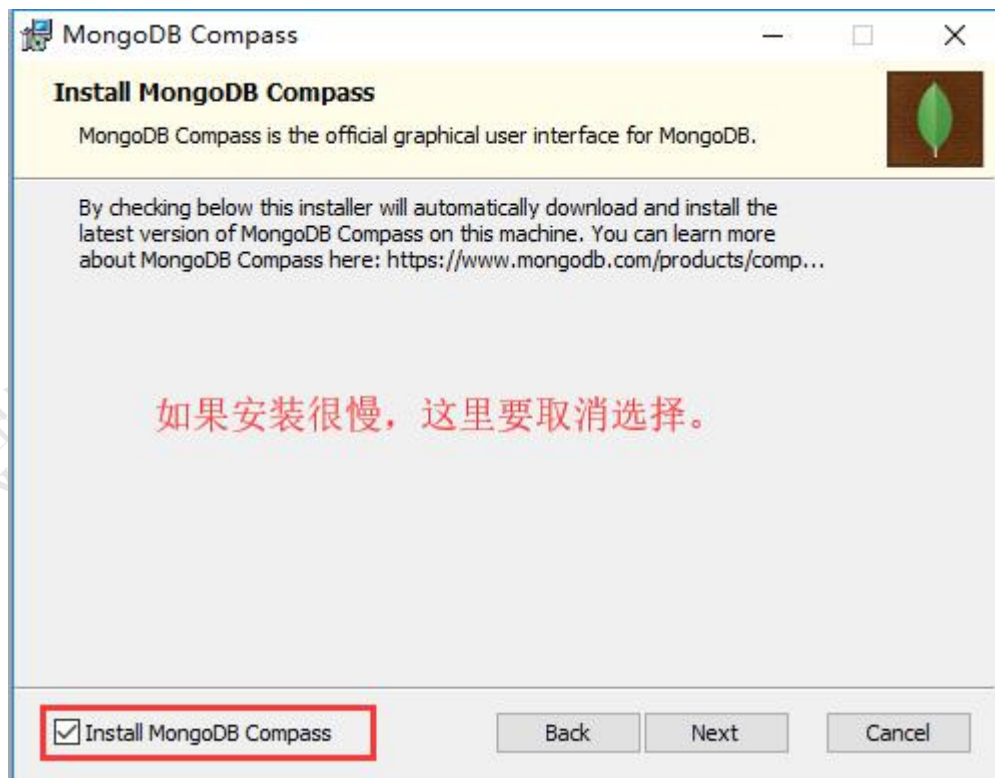 MongoDB Compass
Install MongoDB Compass
MongoDB Compass is the official graphical user interface for MongoDB.
By checking below this installer will automatically download and install the
latest version of MongoDB Compass on this machine. You can learn more
about MongoDB Compass here: https://www.mongodb.com/products/comp...
如果安装很慢，这里要取消选择。
Install MongoDB Compass
Back
Next
Cancel